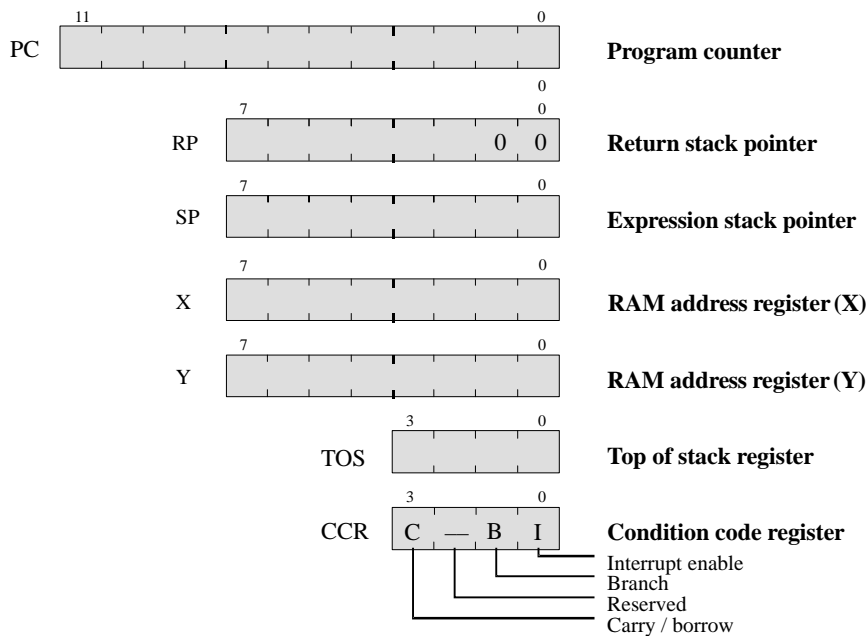 11 0
PC Program counter
0
7 0
RP 0 0 Return stack pointer
7 0
SP Expression stack pointer
7 0
X RAM address register (X)
7 0
Y RAM address register (Y)
3 0
TOS Top of stack register
3 0
CCR C — B I Condition code register
Interrupt enable
Branch
Reserved
Carry / borrow